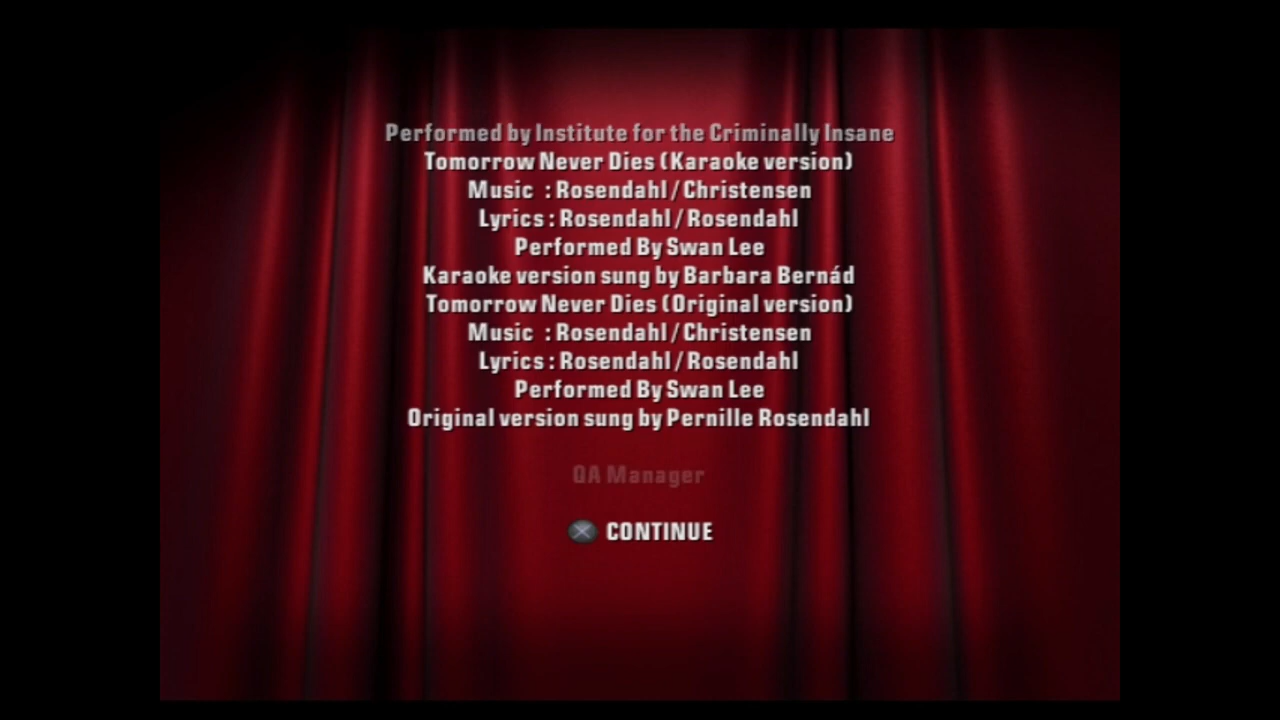 Performed by Institute for the Criminally Insane
Tomorrow Never Dies (Karaoke version)
Music : Rosendahl / Christensen
Lyrics : Rosendahl / Rosendahl
Performed By Swan Lee
Karaoke version sung by Barbara Bernád
Tomorrow Never Dies (Original version)
Music : Rosendahl / Christensen
Lyrics : Rosendahl / Rosendahl
Performed By Swan Lee
Original version sung by Pernille Rosendahl
QA Manager
CONTINUE